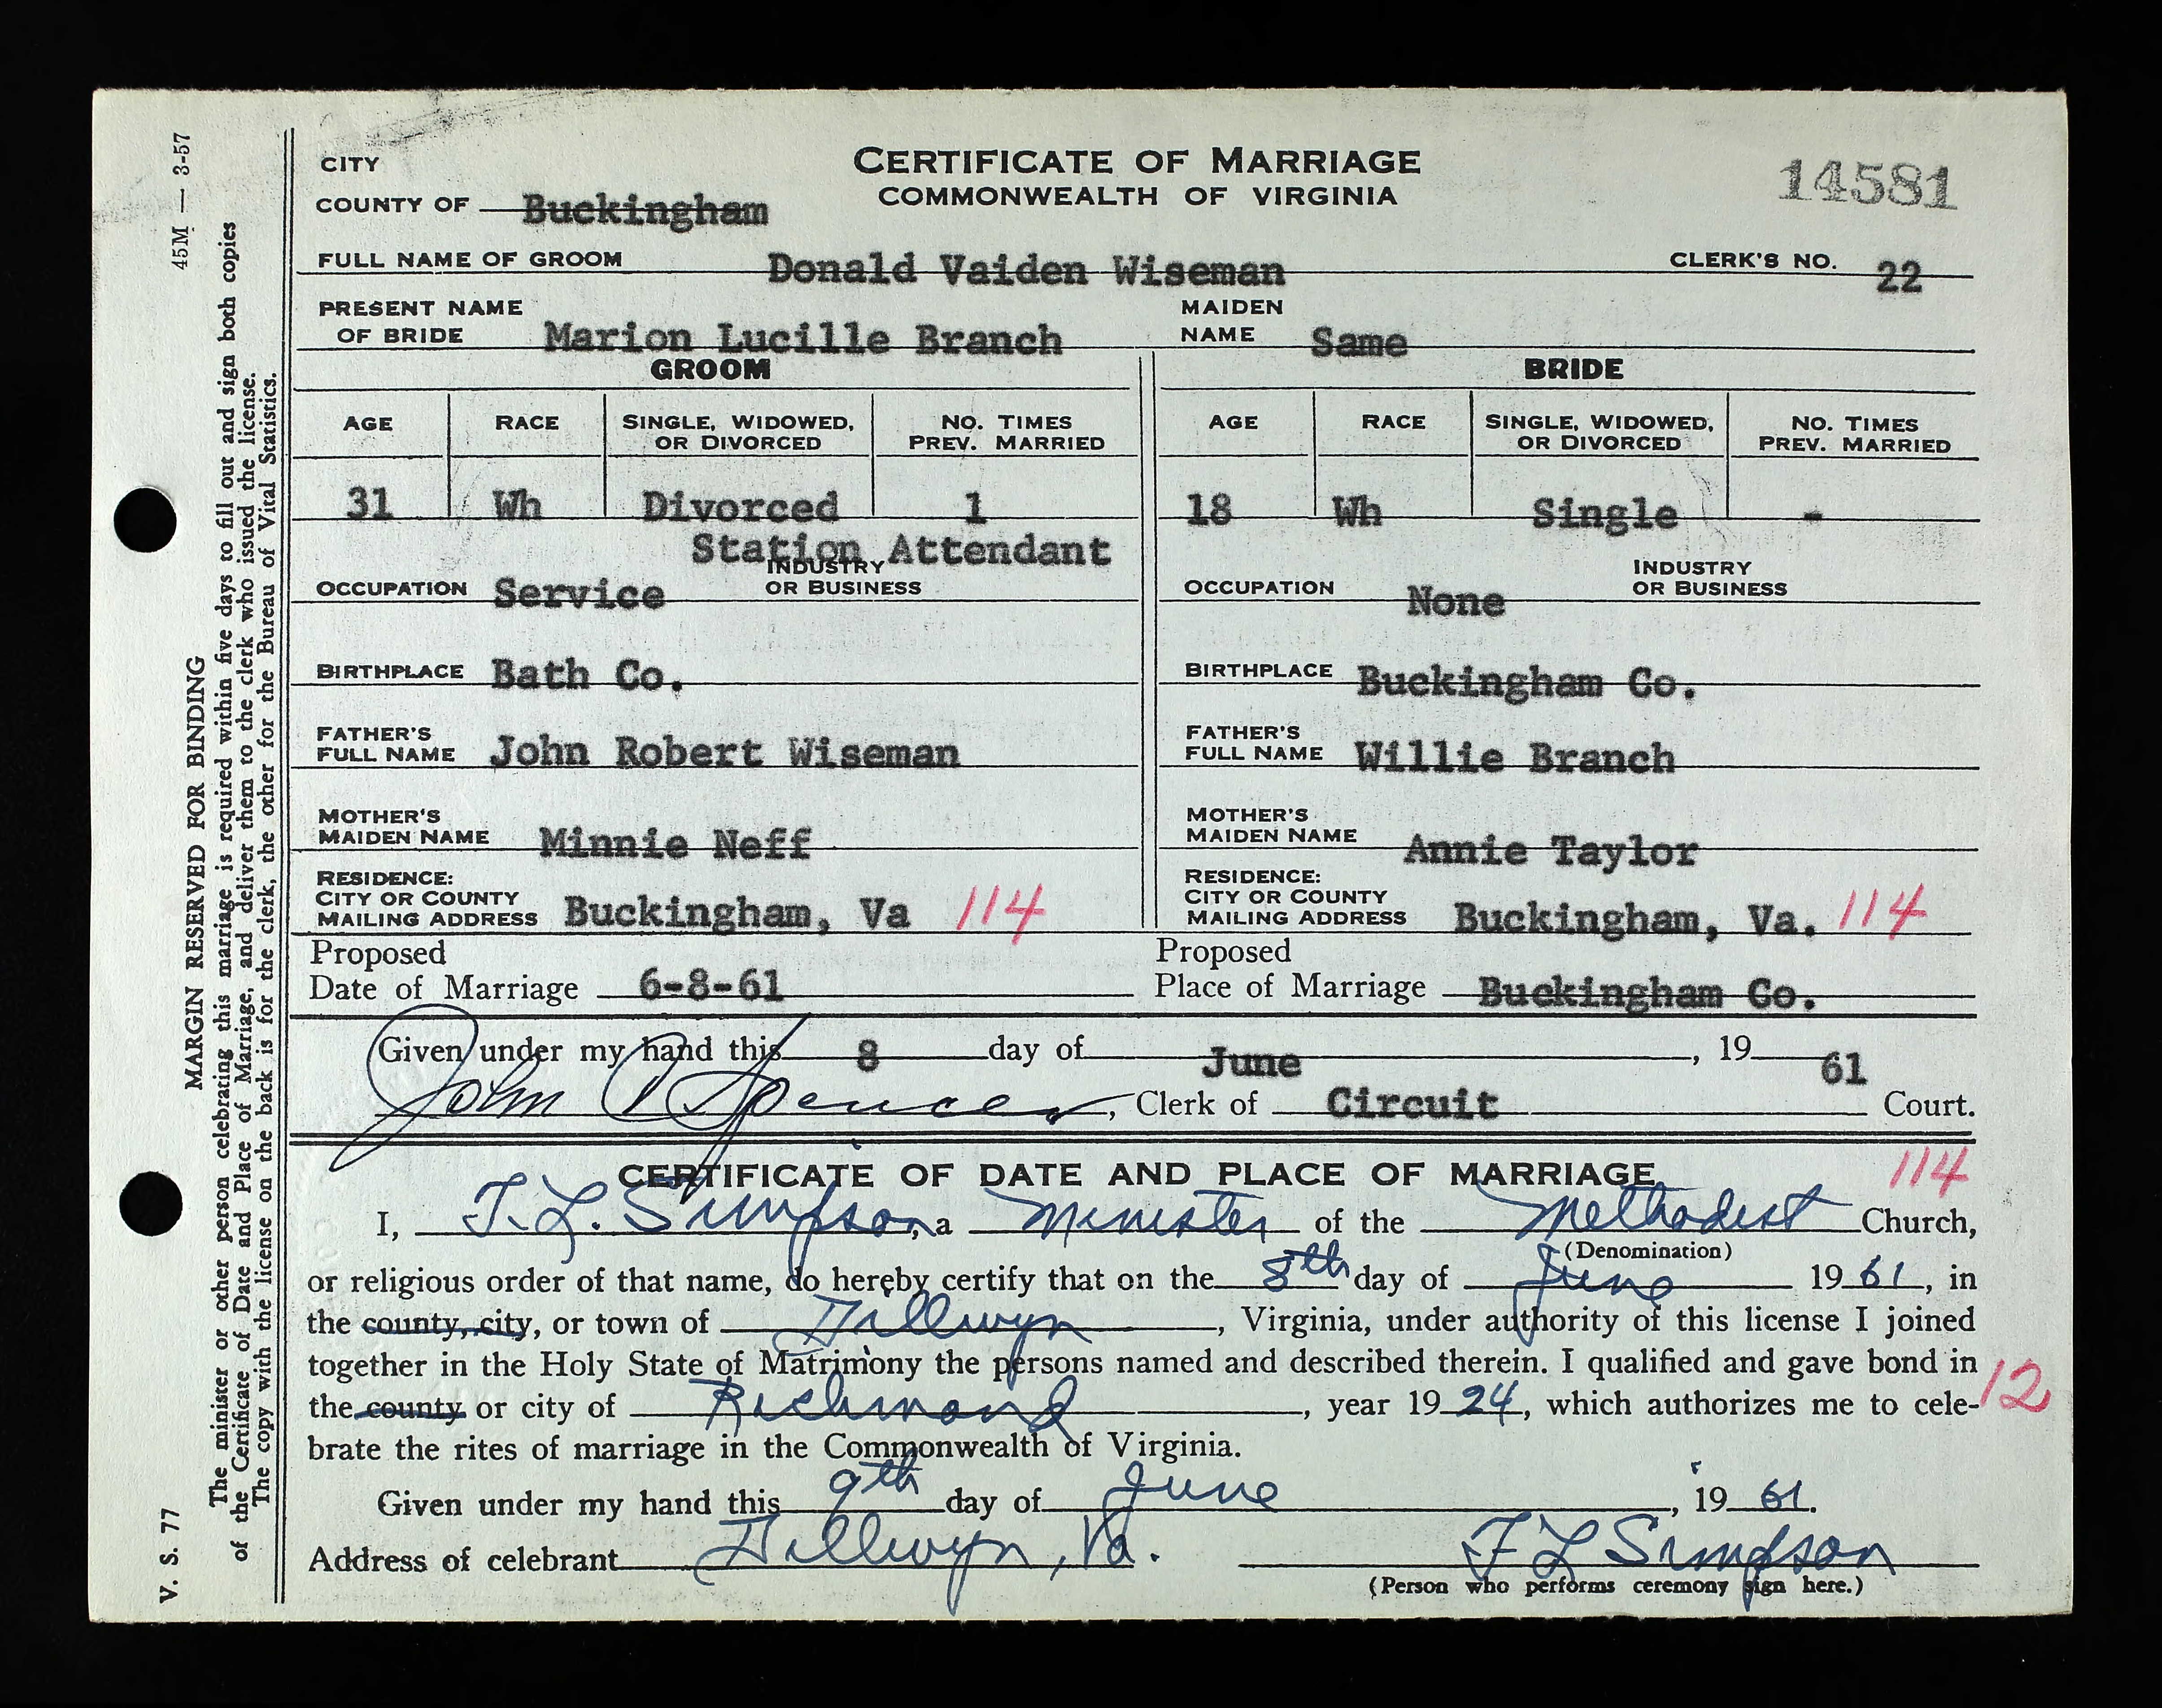 CITY
CERTIFICATE OF MARRIAGE
COMMONWEALTH OF VIRGINIA
14581
COUNTY OF Buckingham
FULL NAME OF GROOM Donald Vaiden Wiseman CLERK'S NO. 22
PRESENT NAME OF BRIDE Marion Lucille Branch MAIDEN NAME Same
GROOM BRIDE
AGE RACE SINGLE, WIDOWED, OR DIVORCED NO. TIMES PREV. MARRIED AGE RACE SINGLE, WIDOWED, OR DIVORCED NO. TIMES PREV. MARRIED
31 Wh Divorced 1 18 Wh Single -
Station Attendant
OCCUPATION Service INDUSTRY OR BUSINESS OCCUPATION None INDUSTRY OR BUSINESS
BIRTHPLACE Bath Co. BIRTHPLACE Buckingham Co.
FATHER'S FULL NAME John Robert Wiseman FATHER'S FULL NAME Willie Branch
MOTHER'S MAIDEN NAME Minnie Neff MOTHER'S MAIDEN NAME Annie Taylor
RESIDENCE: CITY OR COUNTY MAILING ADDRESS Buckingham, Va 114 RESIDENCE: CITY OR COUNTY MAILING ADDRESS Buckingham, Va. 114
Proposed Date of Marriage 6-8-61 Proposed Place of Marriage Buckingham Co.
Given under my hand this 8 day of June, 19 61
John Spencer, Clerk of Circuit Court.
CERTIFICATE OF DATE AND PLACE OF MARRIAGE 114
I, F. L. Simpson, a minister of the Methodist Church,
(Denomination)
or religious order of that name, do hereby certify that on the 8th day of June 19 61, in
the county, city, or town of Dillwyn, Virginia, under authority of this license I joined
together in the Holy State of Matrimony the persons named and described therein. I qualified and gave bond in
the county or city of Richmond, year 19 24, which authorizes me to cele- 12
brate the rites of marriage in the Commonwealth of Virginia.
Given under my hand this 9th day of June, 19 61.
Address of celebrant Dillwyn, Va. F L Simpson
(Person who performs ceremony sign here.)
V. S. 77 MARGIN RESERVED FOR BINDING 45M — 3-57
The minister or other person celebrating this marriage is required within five days to fill out and sign both copies
of the Certificate of Date and Place of Marriage, and deliver them to the clerk who issued the license.
The copy with the license on the back is for the clerk, the other for the Bureau of Vital Statistics.